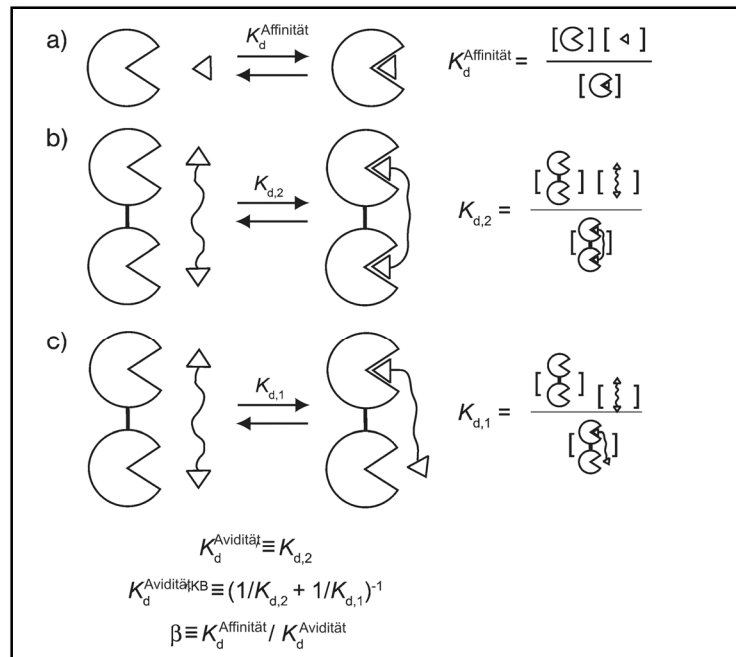 a) K_d^Affinität K_d^Affinität = [ ] [ ] / [ ]
b) K_d,2 K_d,2 = [ ] [ ] / [ ]
c) K_d,1 K_d,1 = [ ] [ ] / [ ]
K_d^Avidität ≡ K_d,2
K_d^Avidität,KB ≡ (1/K_d,2 + 1/K_d,1)^-1
β ≡ K_d^Affinität / K_d^Avidität